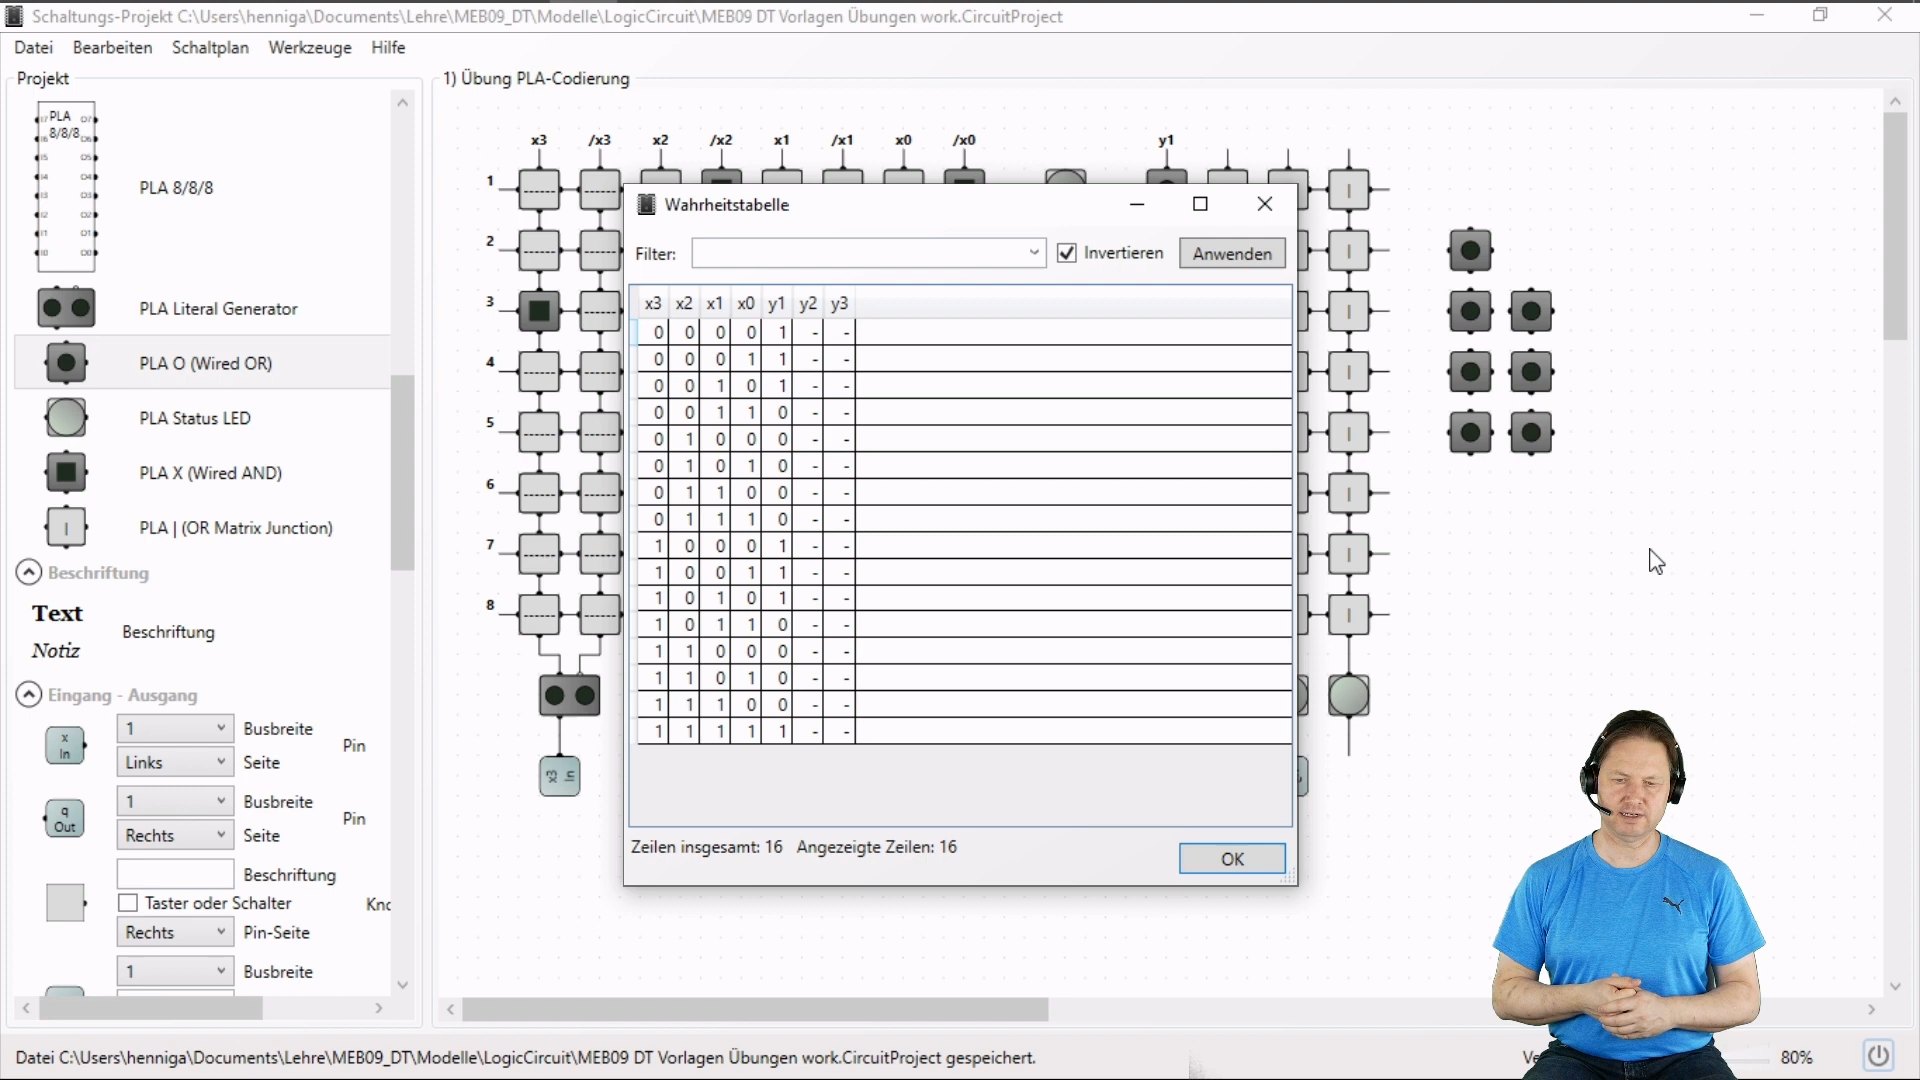 Schaltungs-Projekt C:\Users\henniga\Documents\Lehre\MEB09_DT\Modelle\LogicCircuit\MEB09 DT Vorlagen Übungen work.CircuitProject
Datei Bearbeiten Schaltplan Werkzeuge Hilfe
Projekt
1) Übung PLA-Codierung
PLA
8/8/8
PLA 8/8/8
PLA Literal Generator
PLA O (Wired OR)
PLA Status LED
PLA X (Wired AND)
PLA | (OR Matrix Junction)
Beschriftung
Text
Notiz
Beschriftung
Eingang - Ausgang
x
In
1
Busbreite
Links
Seite
Pin
q
Out
1
Busbreite
Rechts
Seite
Pin
Beschriftung
Taster oder Schalter
Rechts
Pin-Seite
1
Busbreite
x3 /x3 x2 /x2 x1 /x1 x0 /x0 y1
1
2
3
4
5
6
7
8
x3
In
Wahrheitstabelle
Filter:
Invertieren
Anwenden
x3 x2 x1 x0 y1 y2 y3
0 0 0 0 1 - -
0 0 0 1 1 - -
0 0 1 0 1 - -
0 0 1 1 0 - -
0 1 0 0 0 - -
0 1 0 1 0 - -
0 1 1 0 0 - -
0 1 1 1 0 - -
1 0 0 0 1 - -
1 0 0 1 1 - -
1 0 1 0 1 - -
1 0 1 1 0 - -
1 1 0 0 0 - -
1 1 0 1 0 - -
1 1 1 0 0 - -
1 1 1 1 1 - -
Zeilen insgesamt: 16 Angezeigte Zeilen: 16
OK
Datei C:\Users\henniga\Documents\Lehre\MEB09_DT\Modelle\LogicCircuit\MEB09 DT Vorlagen Übungen work.CircuitProject gespeichert.
80%